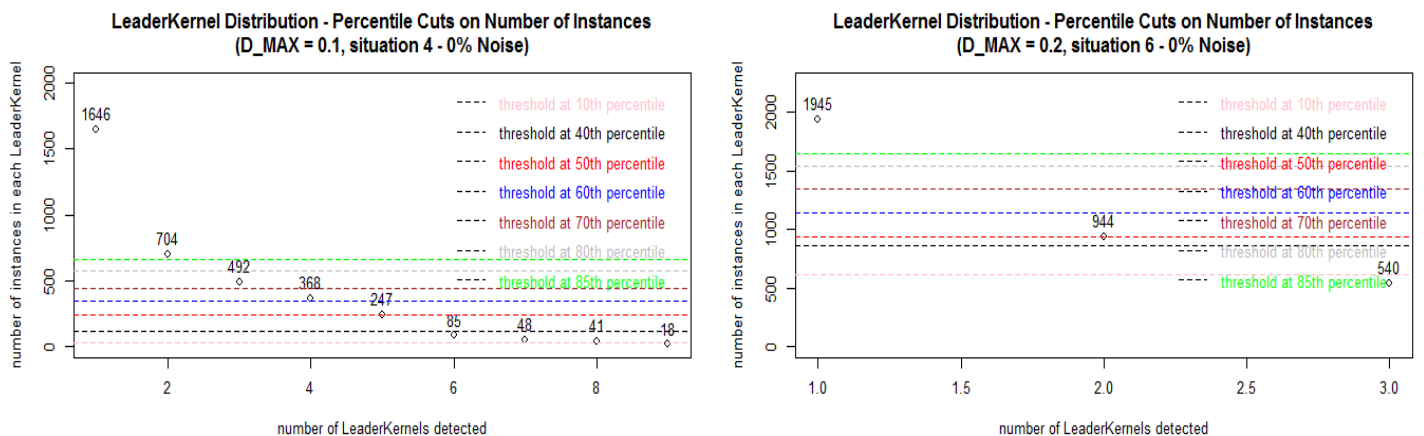 LeaderKernel Distribution - Percentile Cuts on Number of Instances
(D_MAX = 0.1, situation 4 - 0% Noise)
number of instances in each LeaderKernel
2000
1500
1000
500
0
1646
704
492
368
247
85
48
41
18
threshold at 10th percentile
threshold at 40th percentile
threshold at 50th percentile
threshold at 60th percentile
threshold at 70th percentile
threshold at 80th percentile
threshold at 85th percentile
2
4
6
8
number of LeaderKernels detected
LeaderKernel Distribution - Percentile Cuts on Number of Instances
(D_MAX = 0.2, situation 6 - 0% Noise)
number of instances in each LeaderKernel
2000
1500
1000
500
0
1945
944
540
threshold at 10th percentile
threshold at 40th percentile
threshold at 50th percentile
threshold at 60th percentile
threshold at 70th percentile
threshold at 80th percentile
threshold at 85th percentile
1.0
1.5
2.0
2.5
3.0
number of LeaderKernels detected